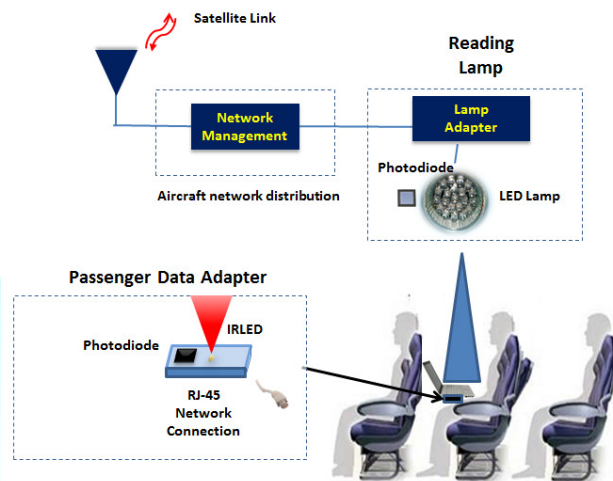 Satellite Link
Reading
Lamp
Network
Management
Lamp
Adapter
Photodiode
LED Lamp
Aircraft network distribution
Passenger Data Adapter
IRLED
Photodiode
RJ-45
Network
Connection